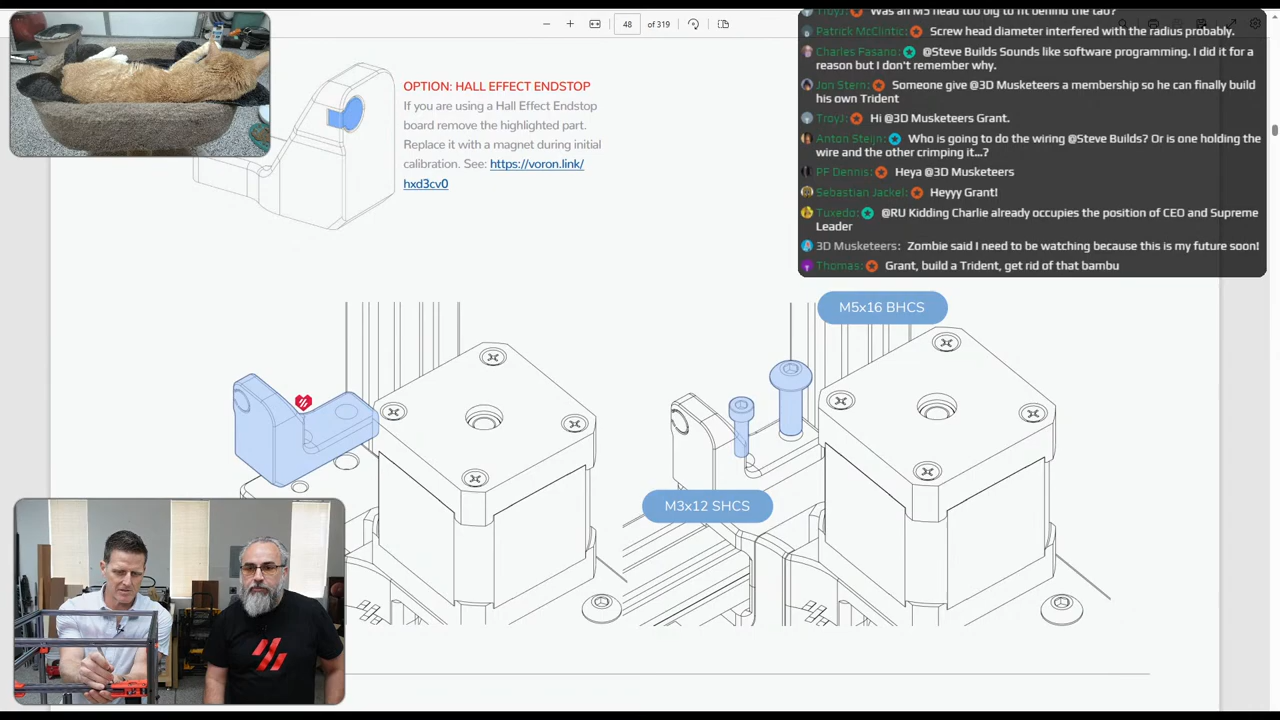 48 of 319
OPTION: HALL EFFECT ENDSTOP
If you are using a Hall Effect Endstop
board remove the highlighted part.
Replace it with a magnet during initial
calibration. See: https://voron.link/
hxd3cv0
TroyJ: Was an M5 head too big to fit behind the tab?
Patrick McClintic: Screw head diameter interfered with the radius probably.
Charles Fasano: @Steve Builds Sounds like software programming. I did it for a
reason but I don't remember why.
Jon Stern: Someone give @3D Musketeers a membership so he can finally build
his own Trident
TroyJ: Hi @3D Musketeers Grant.
Anton Steijn: Who is going to do the wiring @Steve Builds? Or is one holding the
wire and the other crimping it...?
PF Dennis: Heya @3D Musketeers
Sebastian Jackel: Heyyy Grant!
Tuxedo: @RU Kidding Charlie already occupies the position of CEO and Supreme
Leader
3D Musketeers: Zombie said I need to be watching because this is my future soon!
Thomas: Grant, build a Trident, get rid of that bambu
M5x16 BHCS
M3x12 SHCS